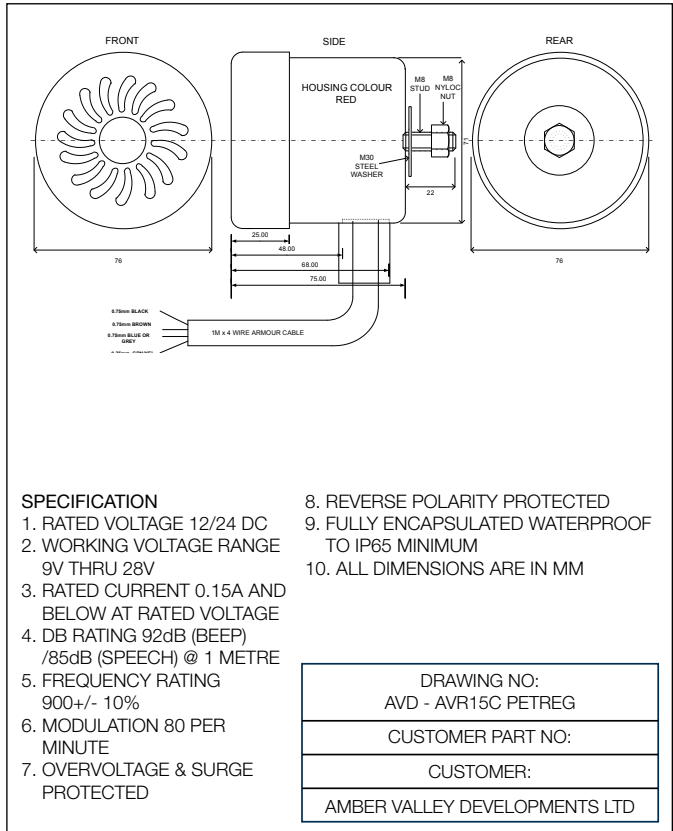 FRONT
SIDE
REAR
HOUSING COLOUR
RED
M8
STUD
M8
NYLOC
NUT
M30
STEEL
WASHER
22
71
76
76
25.00
48.00
68.00
75.00
0.75mm BLACK
0.75mm BROWN
0.75mm BLUE OR
GREY
1M x 4 WIRE ARMOUR CABLE
SPECIFICATION
1. RATED VOLTAGE 12/24 DC
2. WORKING VOLTAGE RANGE
9V THRU 28V
3. RATED CURRENT 0.15A AND
BELOW AT RATED VOLTAGE
4. DB RATING 92dB (BEEP)
/85dB (SPEECH) @ 1 METRE
5. FREQUENCY RATING
900+/- 10%
6. MODULATION 80 PER
MINUTE
7. OVERVOLTAGE & SURGE
PROTECTED
8. REVERSE POLARITY PROTECTED
9. FULLY ENCAPSULATED WATERPROOF
TO IP65 MINIMUM
10. ALL DIMENSIONS ARE IN MM
DRAWING NO:
AVD - AVR15C PETREG
CUSTOMER PART NO:
CUSTOMER:
AMBER VALLEY DEVELOPMENTS LTD